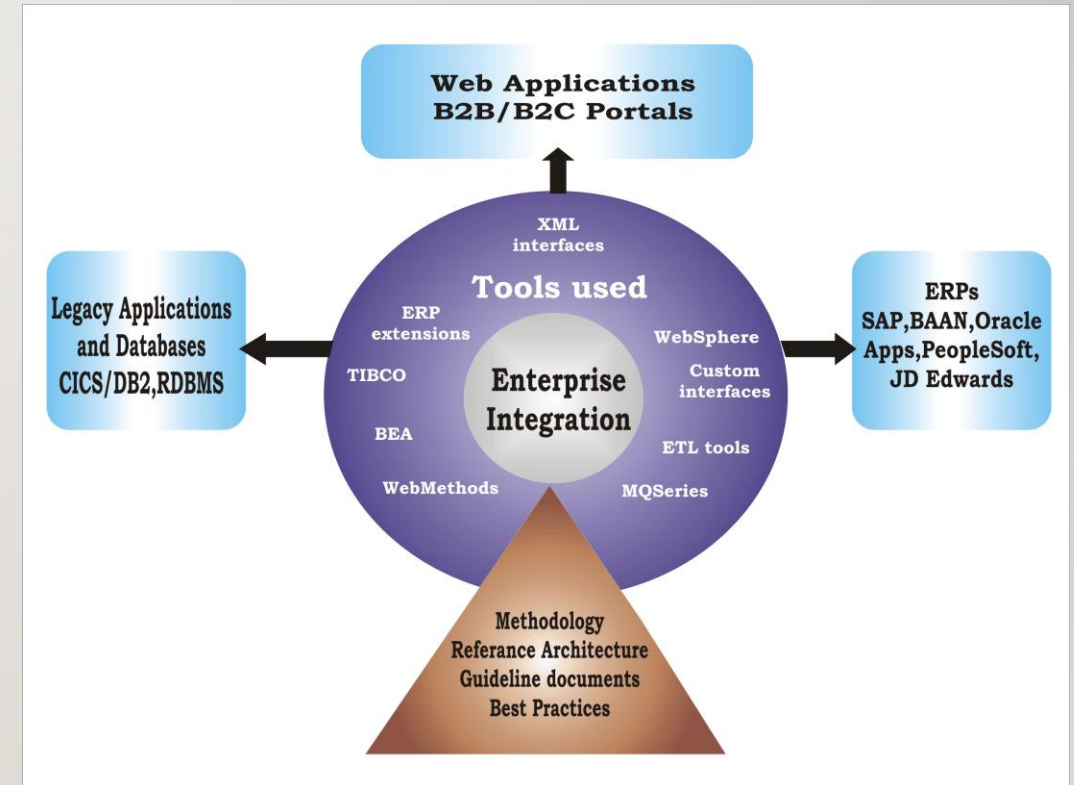 Web Applications
B2B/B2C Portals
XML
interfaces
Tools used
ERP
extensions
TIBCO
BEA
WebMethods
WebSphere
Custom
interfaces
ETL tools
MQSeries
Enterprise
Integration
Legacy Applications
and Databases
CICS/DB2,RDBMS
ERPs
SAP,BAAN,Oracle
Apps,PeopleSoft,
JD Edwards
Methodology
Referance Architecture
Guideline documents
Best Practices